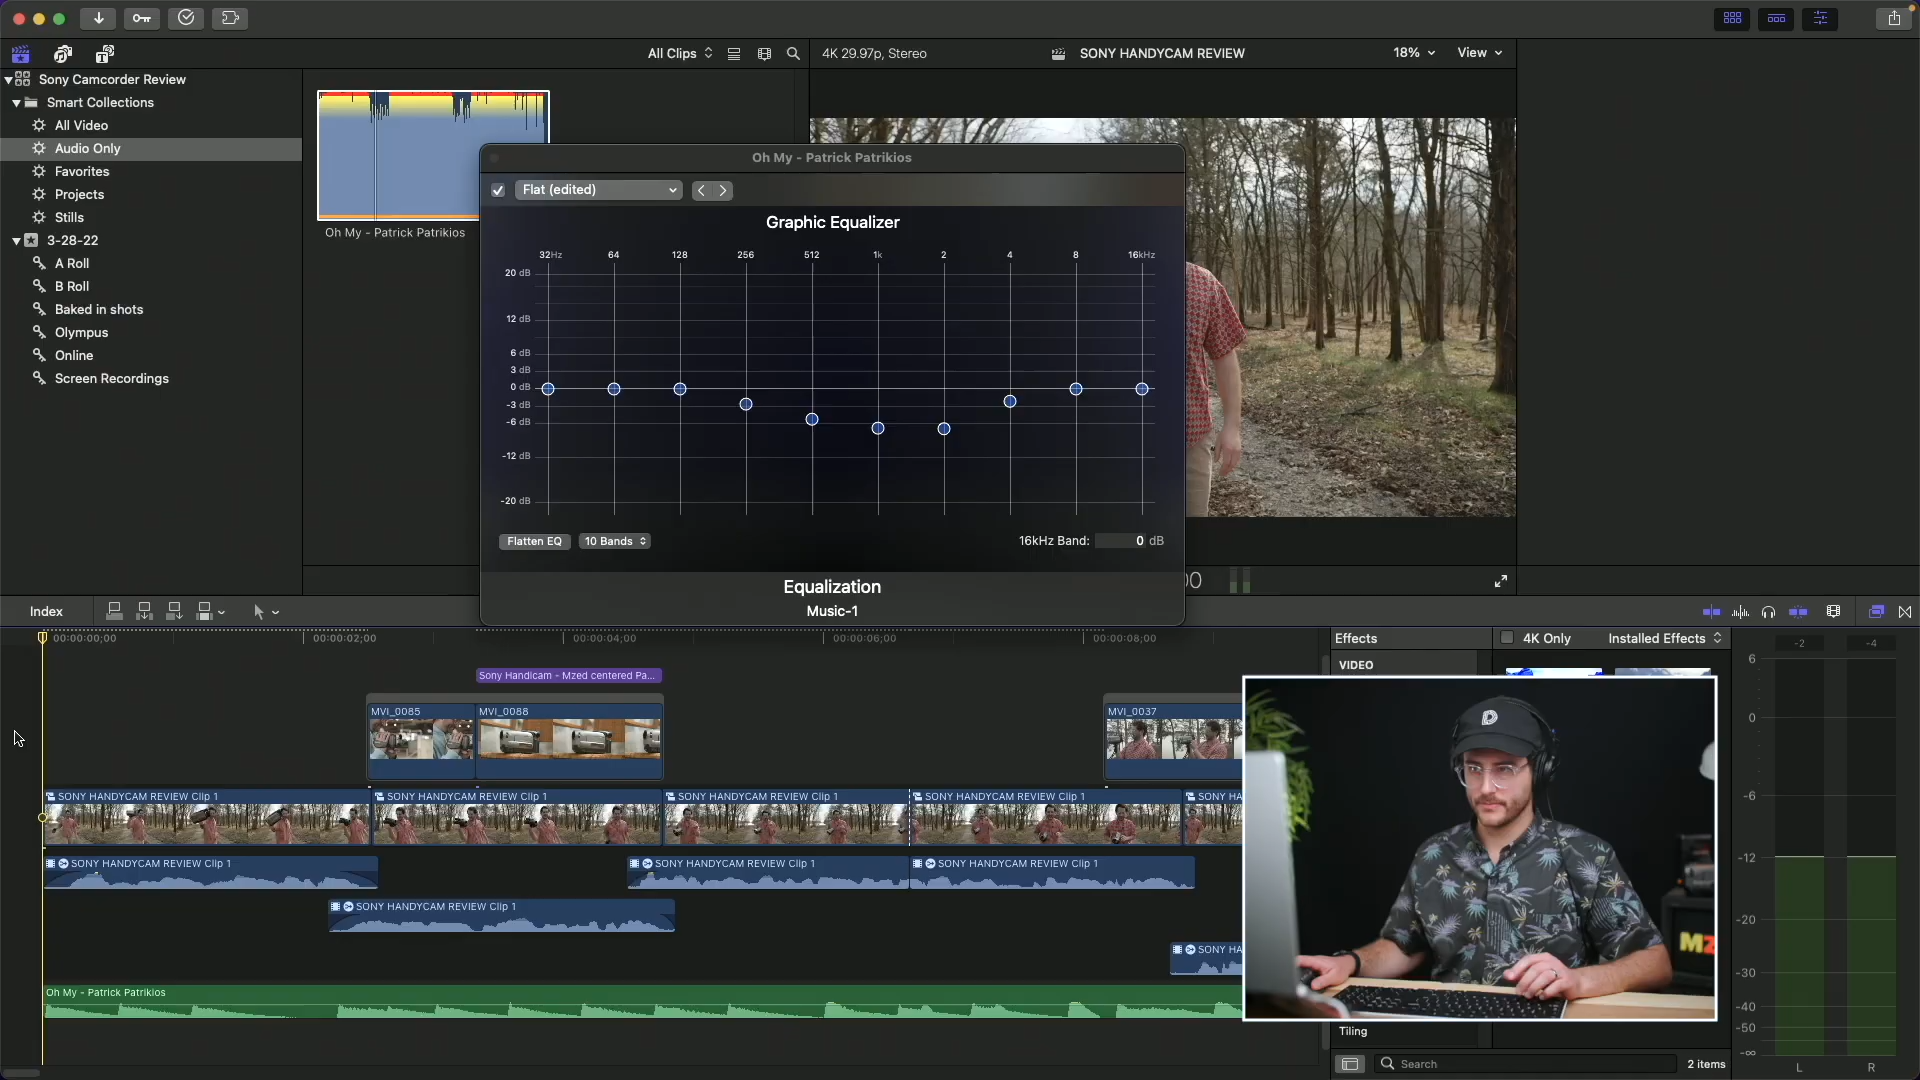 All Clips
4K 29.97p, Stereo
SONY HANDYCAM REVIEW
18%
View
Sony Camcorder Review
Smart Collections
All Video
Audio Only
Favorites
Projects
Stills
3-28-22
A Roll
B Roll
Baked in shots
Olympus
Online
Screen Recordings
Oh My - Patrick Patrikios
Oh My - Patrick Patrikios
Flat (edited)
Graphic Equalizer
32Hz 64 128 256 512 1k 2 4 8 16kHz
20 dB
12 dB
6 dB
3 dB
0 dB
-3 dB
-6 dB
-12 dB
-20 dB
Flatten EQ
10 Bands
16kHz Band: 0 dB
Equalization
Music-1
Index
00:00:00;00
00:00:02;00
00:00:04;00
00:00:06;00
00:00:08;00
Sony Handicam - Mzed centered Pa...
MVI_0085
MVI_0088
MVI_0037
SONY HANDYCAM REVIEW Clip 1
SONY HANDYCAM REVIEW Clip 1
SONY HANDYCAM REVIEW Clip 1
SONY HANDYCAM REVIEW Clip 1
SONY HA
SONY HANDYCAM REVIEW Clip 1
SONY HANDYCAM REVIEW Clip 1
SONY HANDYCAM REVIEW Clip 1
SONY HANDYCAM REVIEW Clip 1
SONY HA
Oh My - Patrick Patrikios
Effects
4K Only
Installed Effects
VIDEO
Tiling
Search
2 items
-2 -4
6
0
-6
-12
-20
-30
-40
-50
-∞
L R
D
MZ